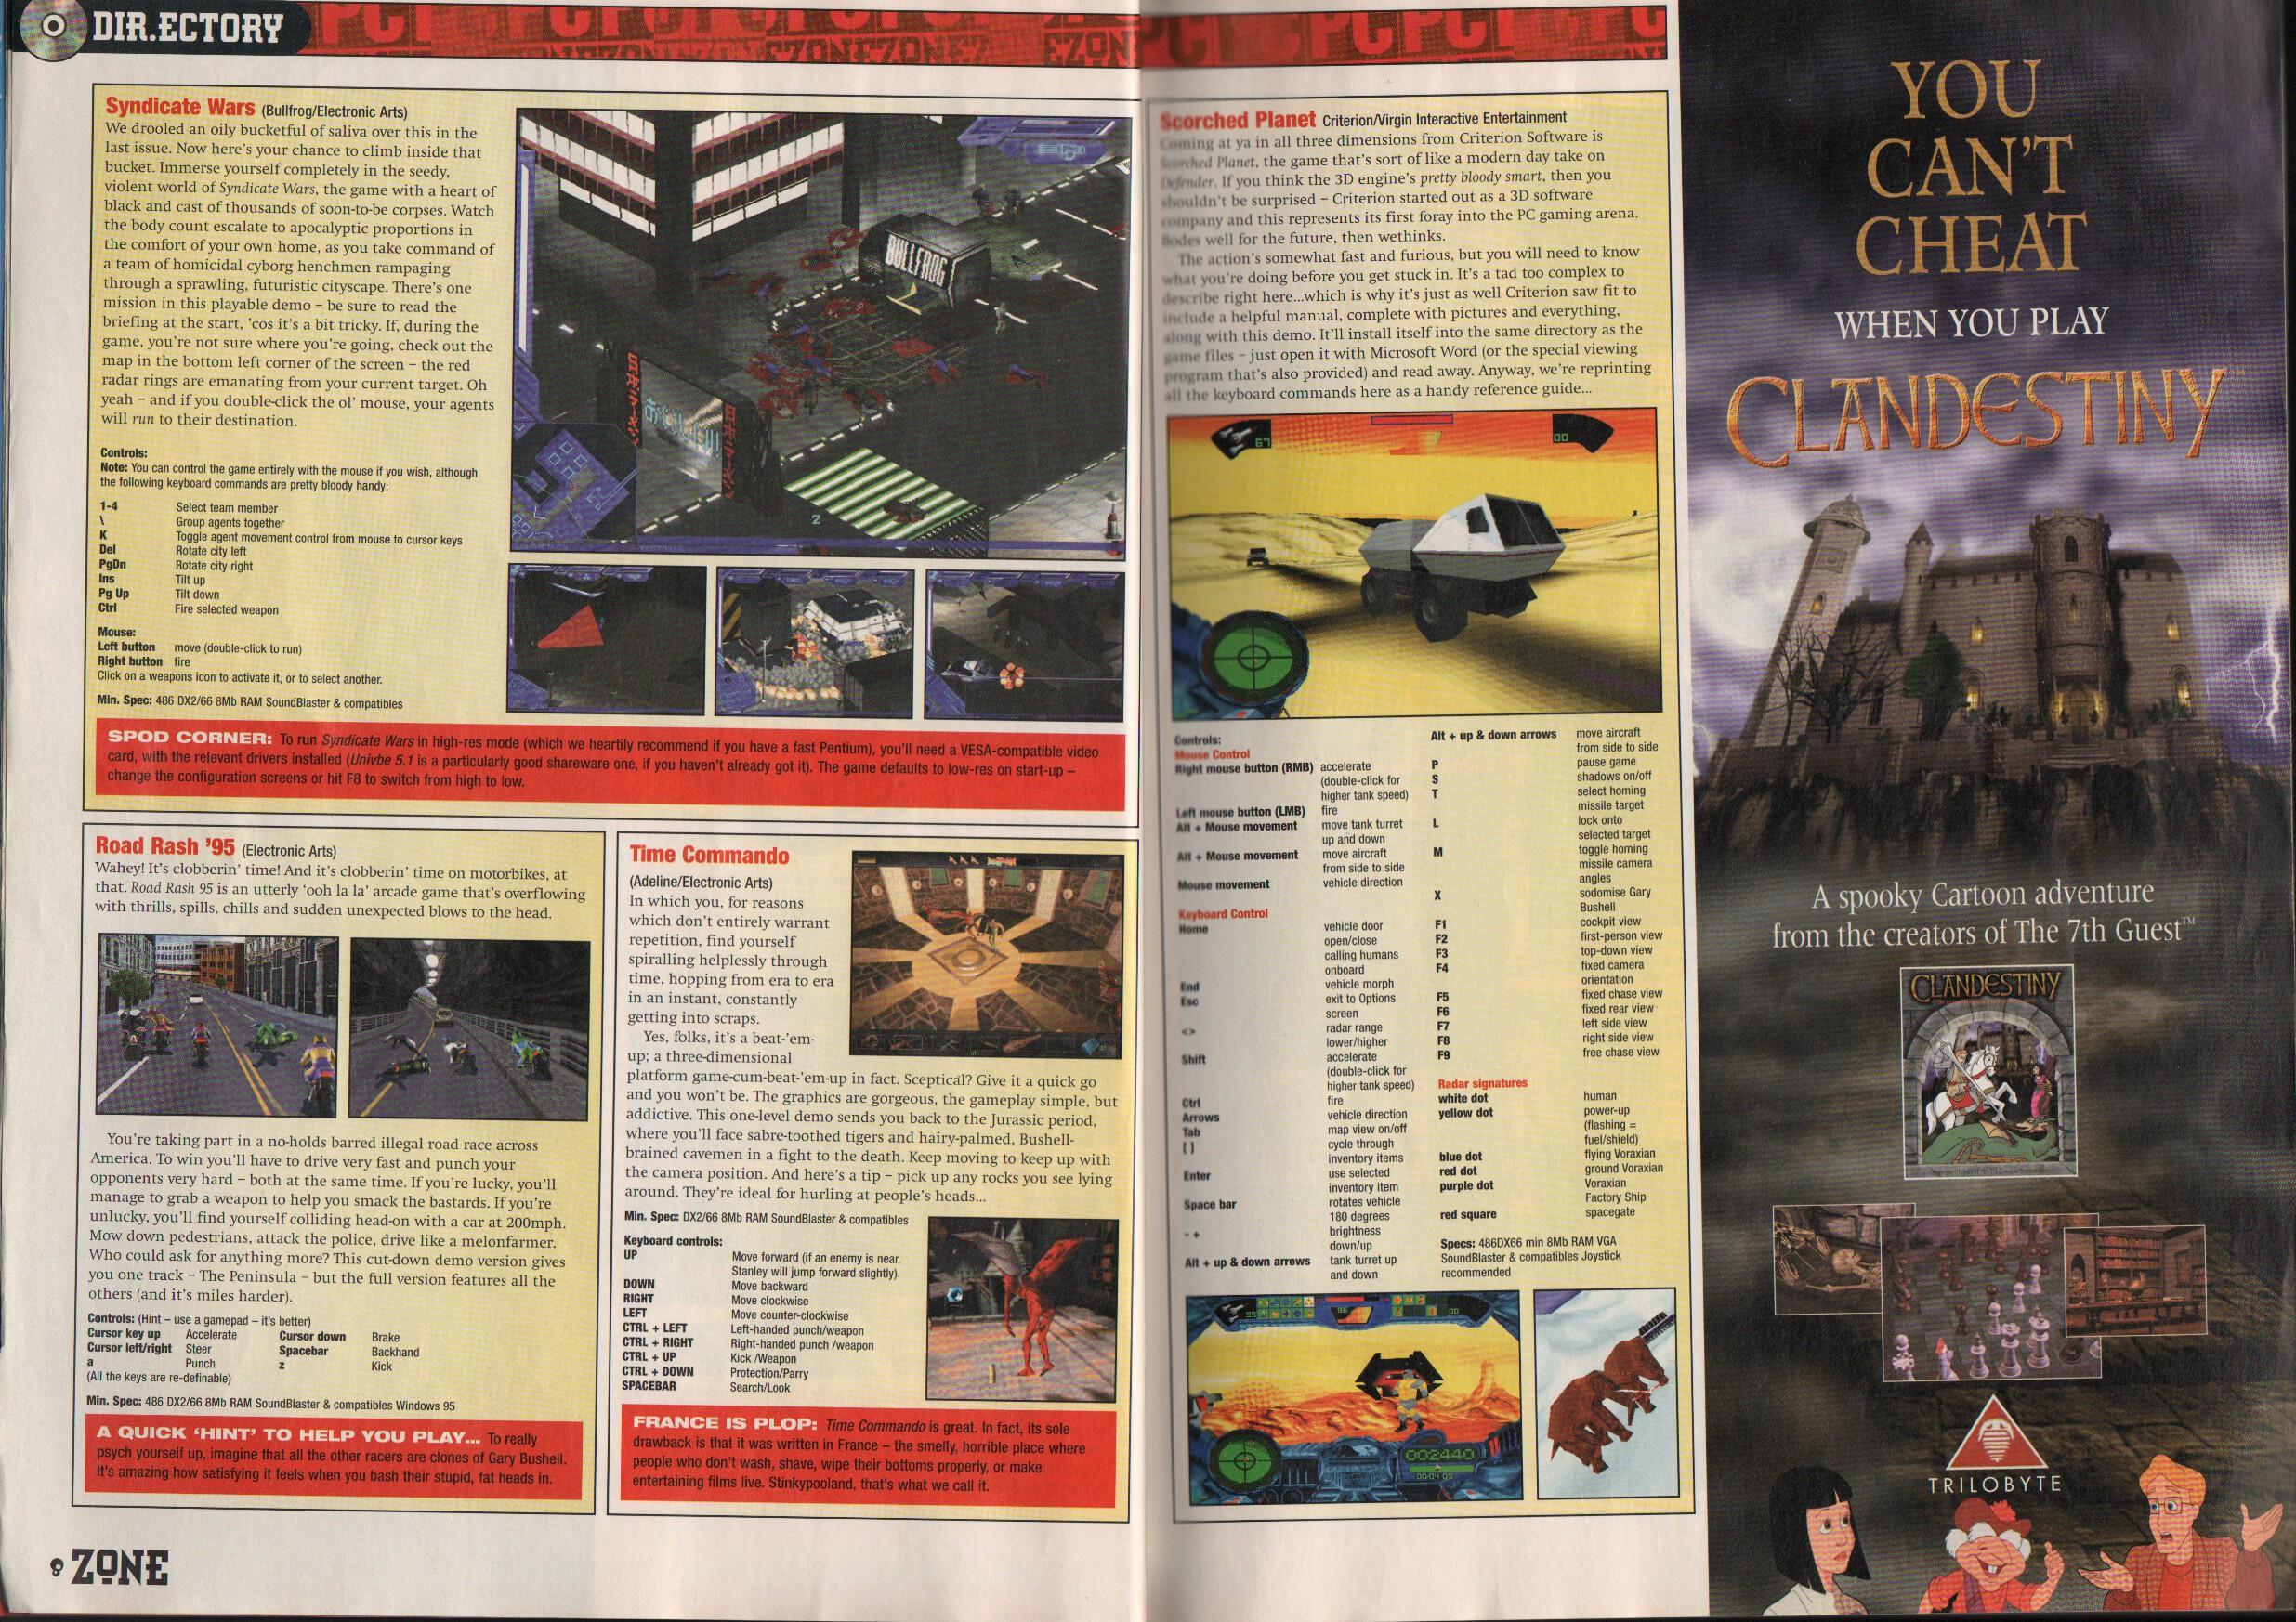 DIR.ECTORY
Syndicate Wars (Bullfrog/Electronic Arts)
We drooled an oily bucketful of saliva over this in the
last issue. Now here's your chance to climb inside that
bucket. Immerse yourself completely in the seedy,
violent world of Syndicate Wars, the game with a heart of
black and cast of thousands of soon-to-be corpses. Watch
the body count escalate to apocalyptic proportions in
the comfort of your own home, as you take command of
a team of homicidal cyborg henchmen rampaging
through a sprawling, futuristic cityscape. There's one
mission in this playable demo – be sure to read the
briefing at the start, 'cos it's a bit tricky. If, during the
game, you're not sure where you're going, check out the
map in the bottom left corner of the screen – the red
radar rings are emanating from your current target. Oh
yeah – and if you double-click the ol' mouse, your agents
will run to their destination.
Controls:
Note: You can control the game entirely with the mouse if you wish, although
the following keyboard commands are pretty bloody handy:
1-4 Select team member
\ Group agents together
K Toggle agent movement control from mouse to cursor keys
Del Rotate city left
PgDn Rotate city right
Ins Tilt up
Pg Up Tilt down
Ctrl Fire selected weapon
Mouse:
Left button move (double-click to run)
Right button fire
Click on a weapons icon to activate it, or to select another.
Min. Spec: 486 DX2/66 8Mb RAM SoundBlaster & compatibles
BULLFROG
2
SPOD CORNER: To run Syndicate Wars in high-res mode (which we heartily recommend if you have a fast Pentium), you'll need a VESA-compatible video
card, with the relevant drivers installed (Univbe 5.1 is a particularly good shareware one, if you haven't already got it). The game defaults to low-res on start-up –
change the configuration screens or hit F8 to switch from high to low.
Road Rash '95 (Electronic Arts)
Wahey! It's clobberin' time! And it's clobberin' time on motorbikes, at
that. Road Rash 95 is an utterly 'ooh la la' arcade game that's overflowing
with thrills, spills, chills and sudden unexpected blows to the head.
You're taking part in a no-holds barred illegal road race across
America. To win you'll have to drive very fast and punch your
opponents very hard – both at the same time. If you're lucky, you'll
manage to grab a weapon to help you smack the bastards. If you're
unlucky, you'll find yourself colliding head-on with a car at 200mph.
Mow down pedestrians, attack the police, drive like a melonfarmer.
Who could ask for anything more? This cut-down demo version gives
you one track – The Peninsula – but the full version features all the
others (and it's miles harder).
Controls: (Hint – use a gamepad – it's better)
Cursor key up Accelerate Cursor down Brake
Cursor left/right Steer Spacebar Backhand
a Punch z Kick
(All the keys are re-definable)
Min. Spec: 486 DX2/66 8Mb RAM SoundBlaster & compatibles Windows 95
A QUICK 'HINT' TO HELP YOU PLAY... To really
psych yourself up, imagine that all the other racers are clones of Gary Bushell.
It's amazing how satisfying it feels when you bash their stupid, fat heads in.
Time Commando
(Adeline/Electronic Arts)
In which you, for reasons
which don't entirely warrant
repetition, find yourself
spiralling helplessly through
time, hopping from era to era
in an instant, constantly
getting into scraps.
Yes, folks, it's a beat-'em-
up; a three-dimensional
platform game-cum-beat-'em-up in fact. Sceptical? Give it a quick go
and you won't be. The graphics are gorgeous, the gameplay simple, but
addictive. This one-level demo sends you back to the Jurassic period,
where you'll face sabre-toothed tigers and hairy-palmed, Bushell-
brained cavemen in a fight to the death. Keep moving to keep up with
the camera position. And here's a tip – pick up any rocks you see lying
around. They're ideal for hurling at people's heads...
Min. Spec: DX2/66 8Mb RAM SoundBlaster & compatibles
Keyboard controls:
UP Move forward (if an enemy is near,
Stanley will jump forward slightly).
DOWN Move backward
RIGHT Move clockwise
LEFT Move counter-clockwise
CTRL + LEFT Left-handed punch/weapon
CTRL + RIGHT Right-handed punch /weapon
CTRL + UP Kick /Weapon
CTRL + DOWN Protection/Parry
SPACEBAR Search/Look
FRANCE IS PLOP: Time Commando is great. In fact, its sole
drawback is that it was written in France – the smelly, horrible place where
people who don't wash, shave, wipe their bottoms properly, or make
entertaining films live. Stinkypooland, that's what we call it.
8 ZONE
Scorched Planet Criterion/Virgin Interactive Entertainment
Coming at ya in all three dimensions from Criterion Software is
Scorched Planet, the game that's sort of like a modern day take on
Defender. If you think the 3D engine's pretty bloody smart, then you
shouldn't be surprised – Criterion started out as a 3D software
company and this represents its first foray into the PC gaming arena.
Bodes well for the future, then wethinks.
The action's somewhat fast and furious, but you will need to know
what you're doing before you get stuck in. It's a tad too complex to
describe right here...which is why it's just as well Criterion saw fit to
include a helpful manual, complete with pictures and everything,
along with this demo. It'll install itself into the same directory as the
game files – just open it with Microsoft Word (or the special viewing
program that's also provided) and read away. Anyway, we're reprinting
all the keyboard commands here as a handy reference guide...
67
00
Controls:
Mouse Control
Right mouse button (RMB) accelerate
(double-click for
higher tank speed)
Left mouse button (LMB) fire
Alt + Mouse movement move tank turret
up and down
Alt + Mouse movement move aircraft
from side to side
Mouse movement vehicle direction
Keyboard Control
Home vehicle door
open/close
calling humans
onboard
End vehicle morph
Esc exit to Options
screen
<> radar range
lower/higher
Shift accelerate
(double-click for
higher tank speed)
Ctrl fire
Arrows vehicle direction
Tab map view on/off
[ ] cycle through
inventory items
Enter use selected
inventory item
Space bar rotates vehicle
180 degrees
- + brightness
down/up
Alt + up & down arrows tank turret up
and down
Alt + up & down arrows move aircraft
from side to side
P pause game
S shadows on/off
T select homing
missile target
L lock onto
selected target
M toggle homing
missile camera
angles
X sodomise Gary
Bushell
F1 cockpit view
F2 first-person view
F3 top-down view
F4 fixed camera
orientation
F5 fixed chase view
F6 fixed rear view
F7 left side view
F8 right side view
F9 free chase view
Radar signatures
white dot human
yellow dot power-up
(flashing =
fuel/shield)
blue dot flying Voraxian
red dot ground Voraxian
purple dot Voraxian
Factory Ship
red square spacegate
Specs: 486DX66 min 8Mb RAM VGA
SoundBlaster & compatibles Joystick
recommended
002440
YOU
CAN'T
CHEAT
WHEN YOU PLAY
CLANDESTINY
A spooky Cartoon adventure
from the creators of The 7th Guest™
CLANDESTINY
TRILOBYTE